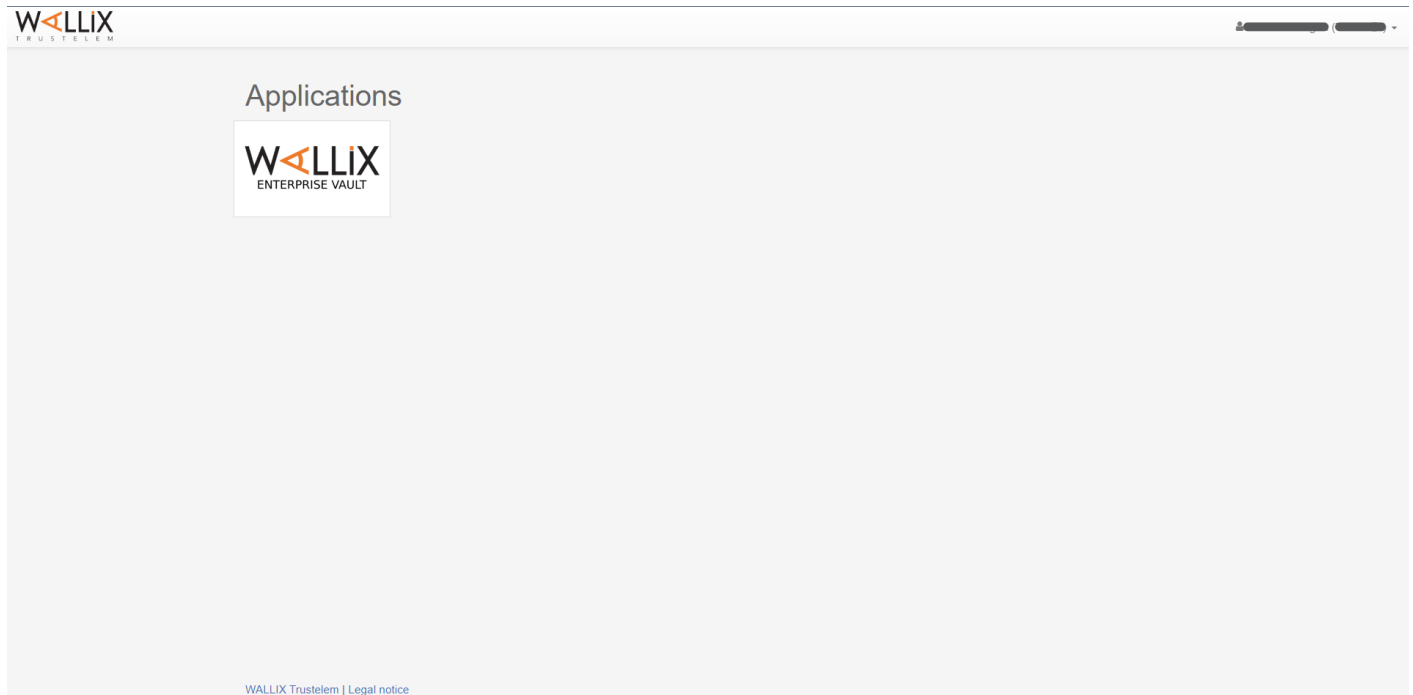 WALLIX
TRUSTELEM
Applications
WALLIX
ENTERPRISE VAULT
WALLIX Trustelem | Legal notice